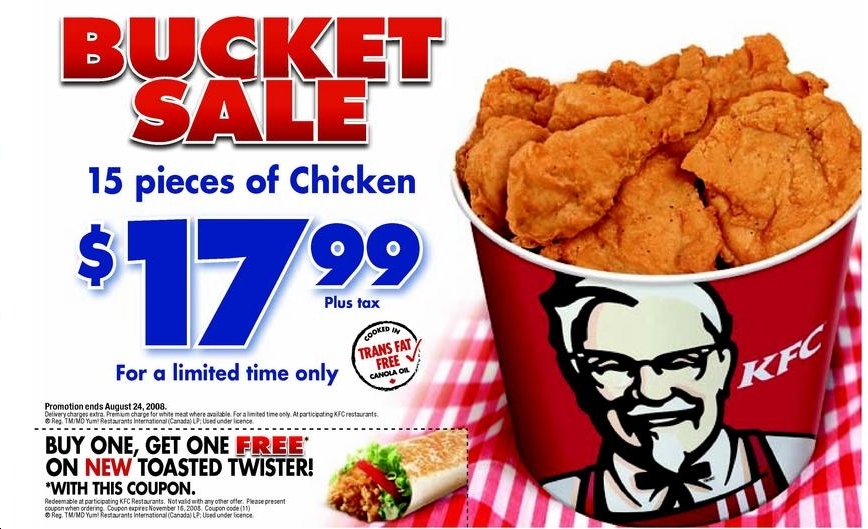 BUCKET
SALE
15 pieces of Chicken
$17.99
Plus tax
COOKED IN
TRANS FAT
FREE
CANOLA OIL
For a limited time only
Promotion ends August 24, 2008.
Delivery charges extra. Premium charge for white meat where available. For a limited time only. At participating KFC restaurants.
® Reg. TM/MD Yum! Restaurants International (Canada) LP; Used under licence.
BUY ONE, GET ONE FREE*
ON NEW TOASTED TWISTER!
*WITH THIS COUPON.
Redeemable at participating KFC Restaurants. Not valid with any other offer. Please present
coupon when ordering. Coupon expires November 16, 2008. Coupon code (11)
® Reg. TM/MD Yum! Restaurants International (Canada) LP; Used under licence.
KFC